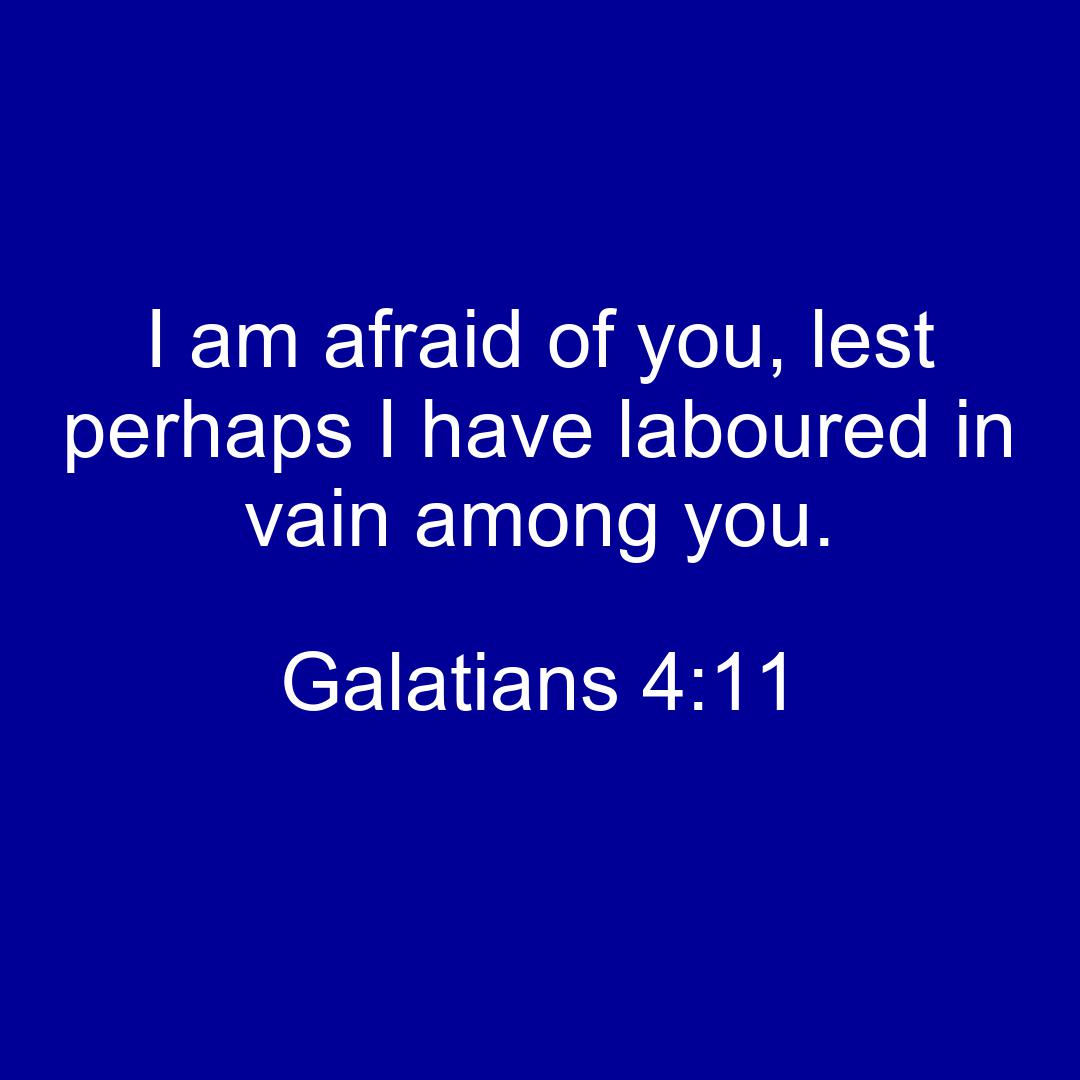 I am afraid of you, lest
perhaps I have laboured in
vain among you.
Galatians 4:11